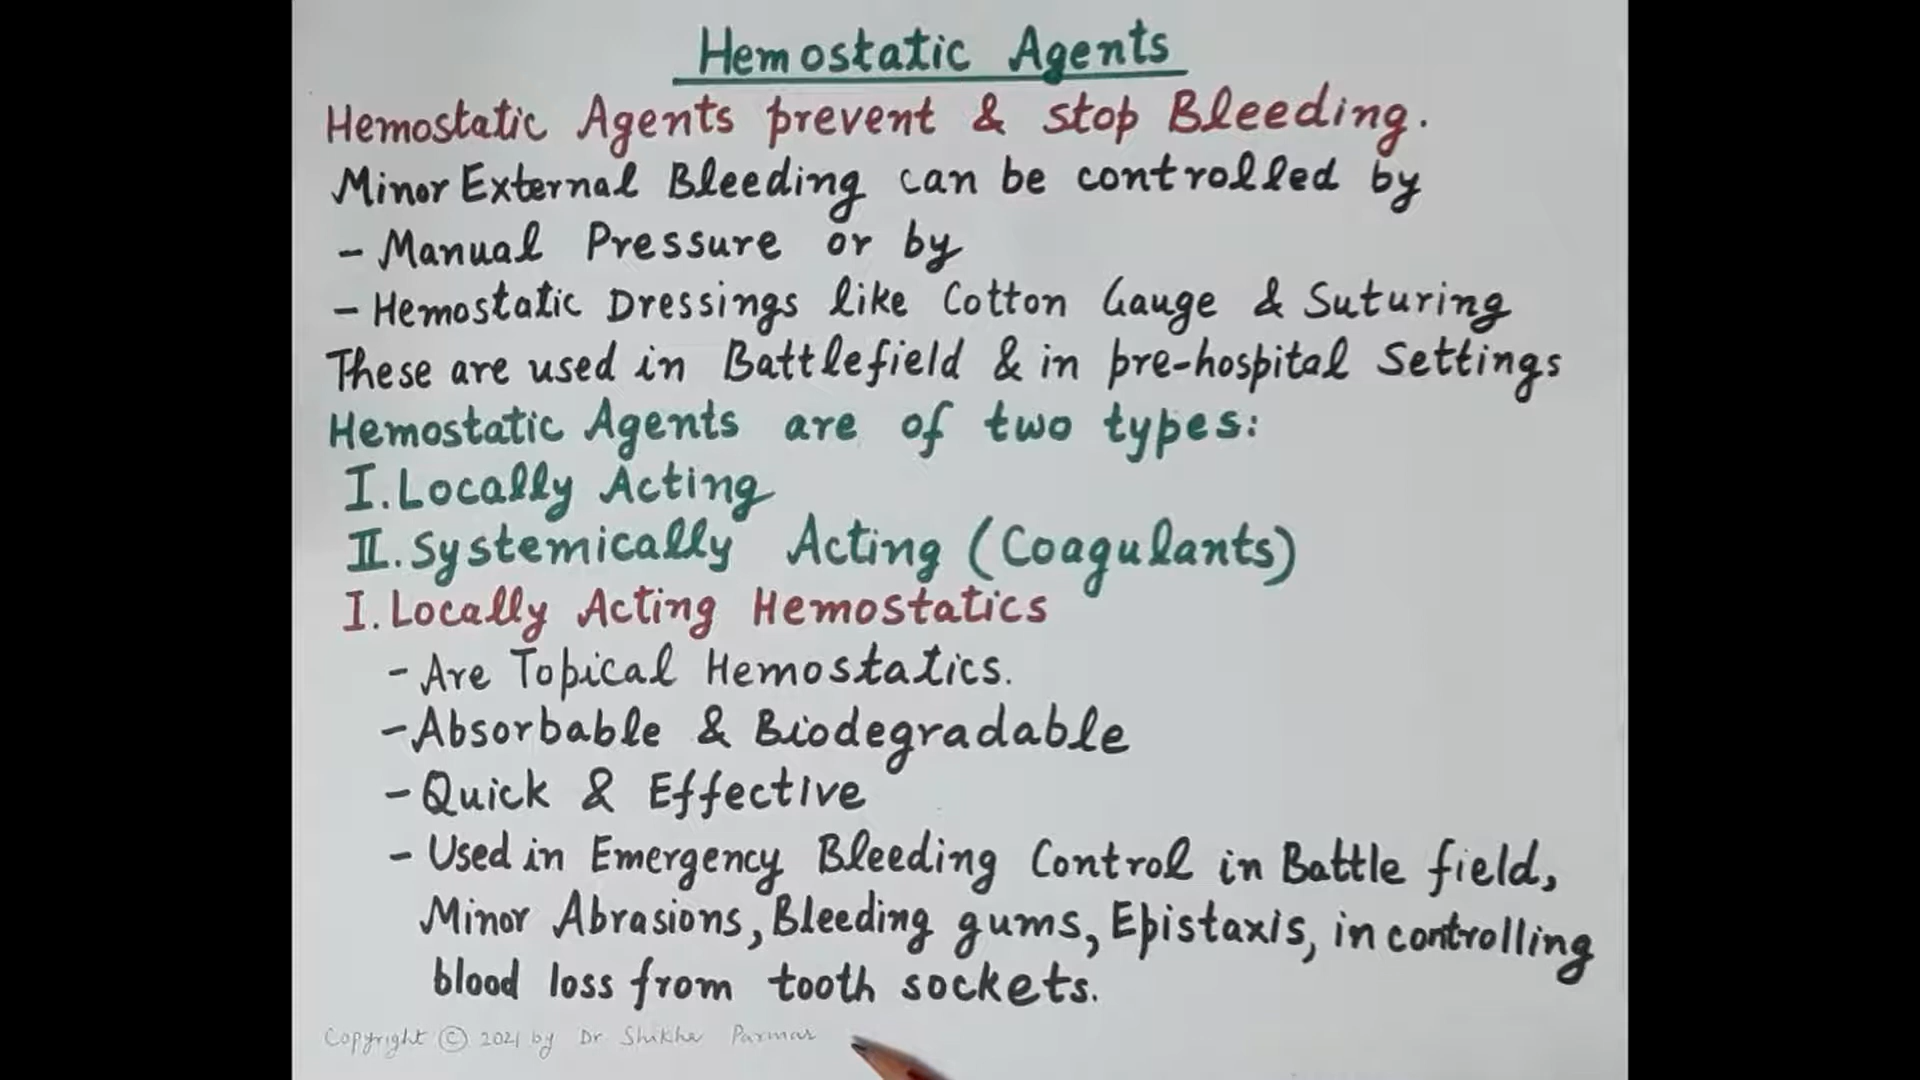 Hemostatic Agents
Hemostatic Agents prevent & stop Bleeding.
Minor External Bleeding can be controlled by
- Manual Pressure or by
- Hemostatic Dressings like Cotton Gauge & Suturing
These are used in Battlefield & in pre-hospital Settings
Hemostatic Agents are of two types:
I. Locally Acting
II. Systemically Acting (Coagulants)
I. Locally Acting Hemostatics
- Are Topical Hemostatics.
- Absorbable & Biodegradable
- Quick & Effective
- Used in Emergency Bleeding Control in Battle field,
Minor Abrasions, Bleeding gums, Epistaxis, in controlling
blood loss from tooth sockets.
Copyright © 2021 by Dr Shikha Parmar